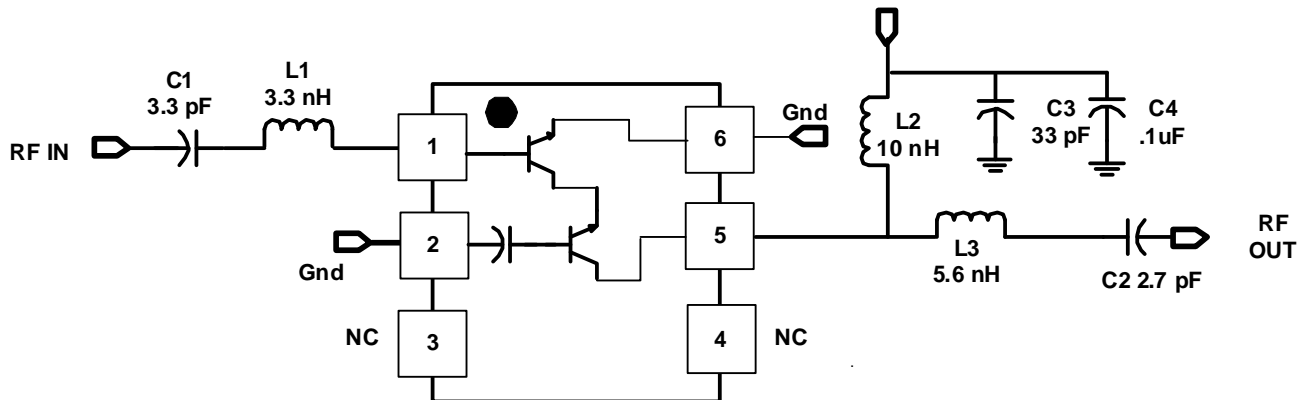 C1
3.3 pF
L1
3.3 nH
RF IN
1
6
Gnd
L2
10 nH
C3
33 pF
C4
.1uF
2
Gnd
5
L3
5.6 nH
C2 2.7 pF
RF
OUT
NC
3
4
NC